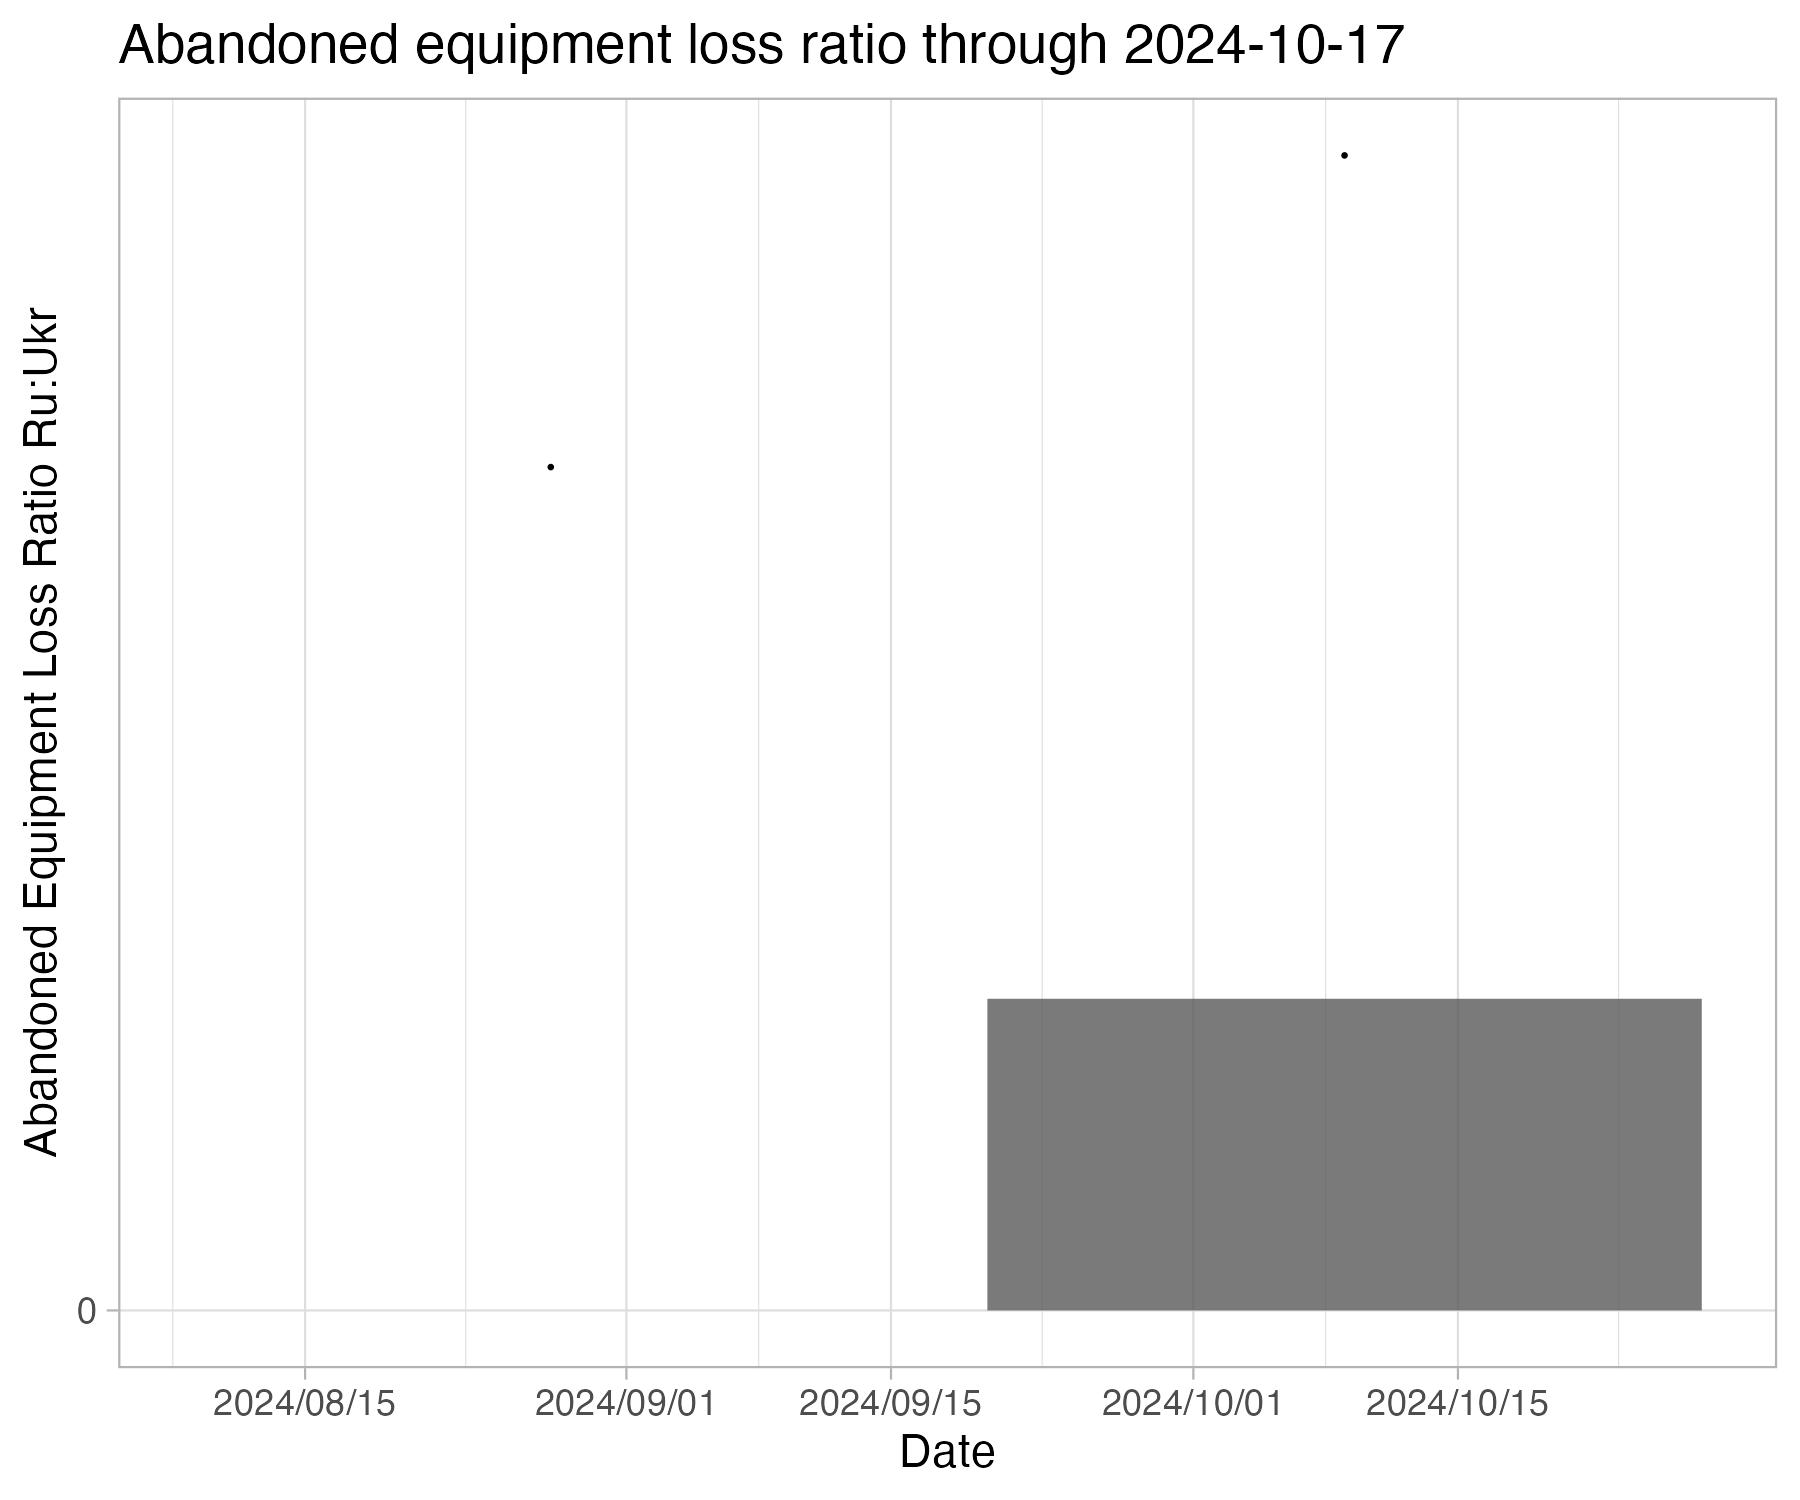 Abandoned equipment loss ratio through 2024-10-17
Abandoned Equipment Loss Ratio Ru:Ukr
0
2024/08/15 2024/09/01 2024/09/15 2024/10/01 2024/10/15
Date